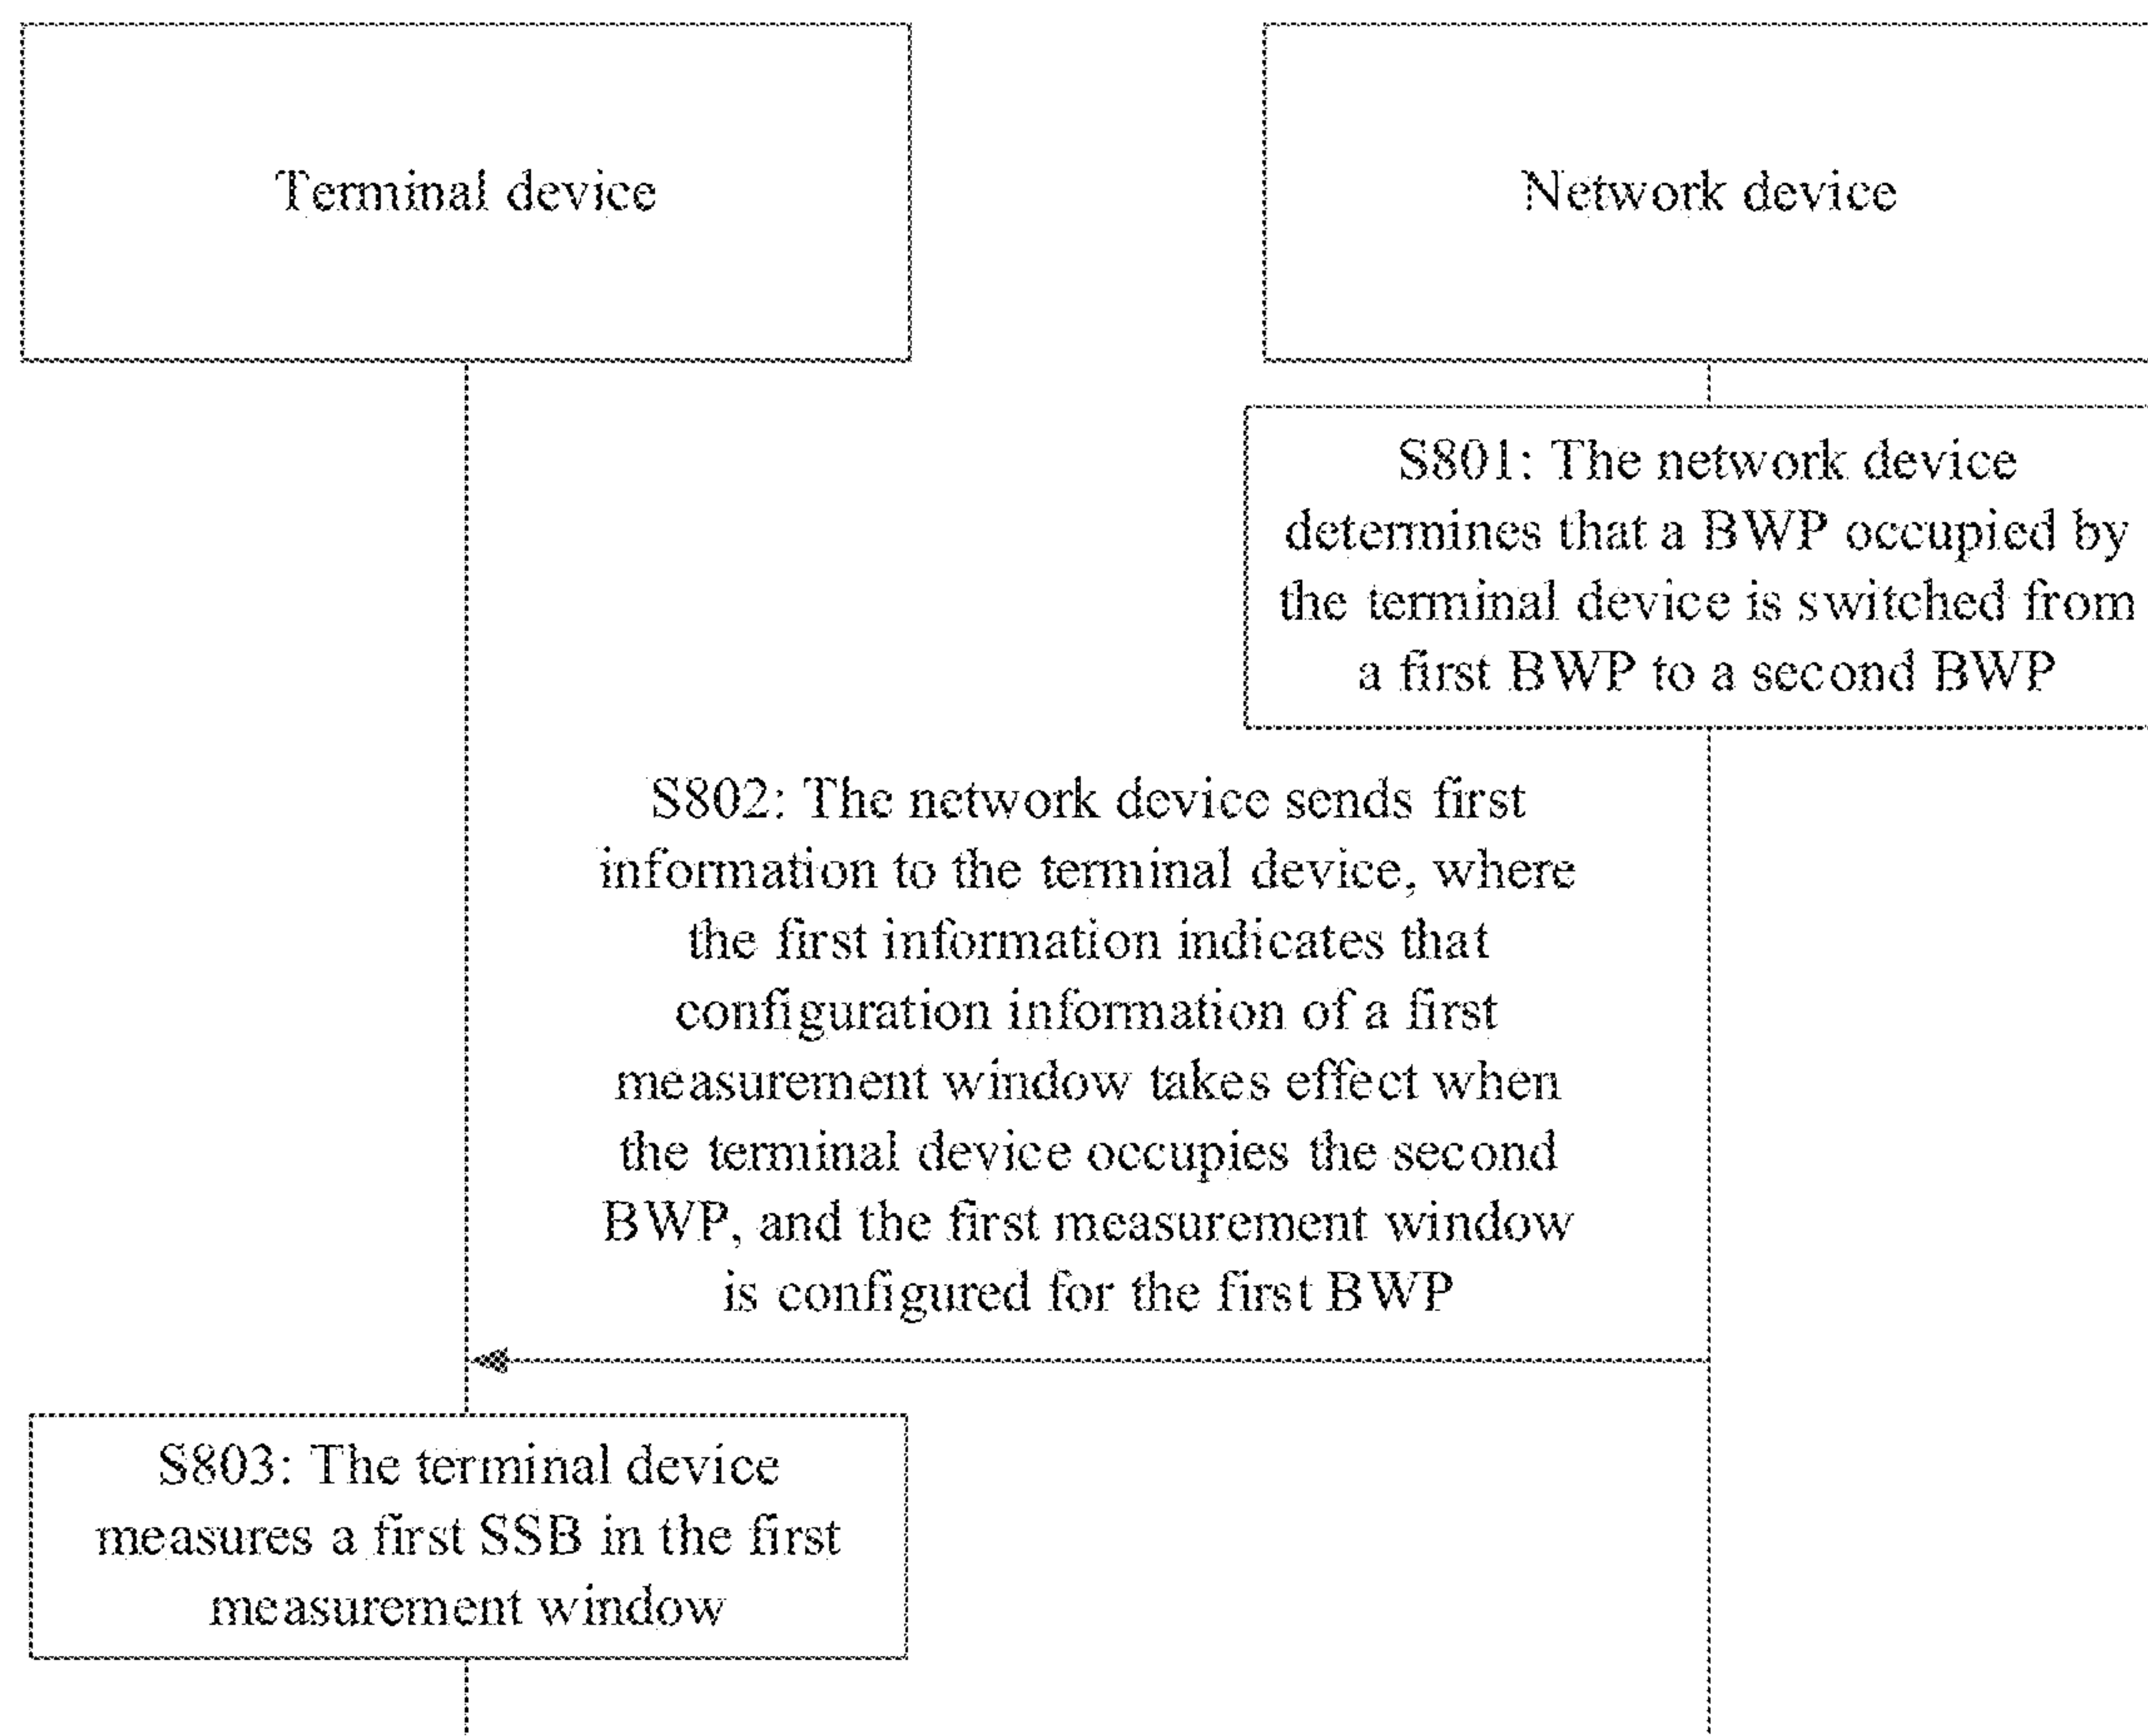 Terminal device
Network device
S801: The network device
determines that a BWP occupied by
the terminal device is switched from
a first BWP to a second BWP
S802: The network device sends first
information to the terminal device, where
the first information indicates that
configuration information of a first
measurement window takes effect when
the terminal device occupies the second
BWP, and the first measurement window
is configured for the first BWP
S803: The terminal device
measures a first SSB in the first
measurement window